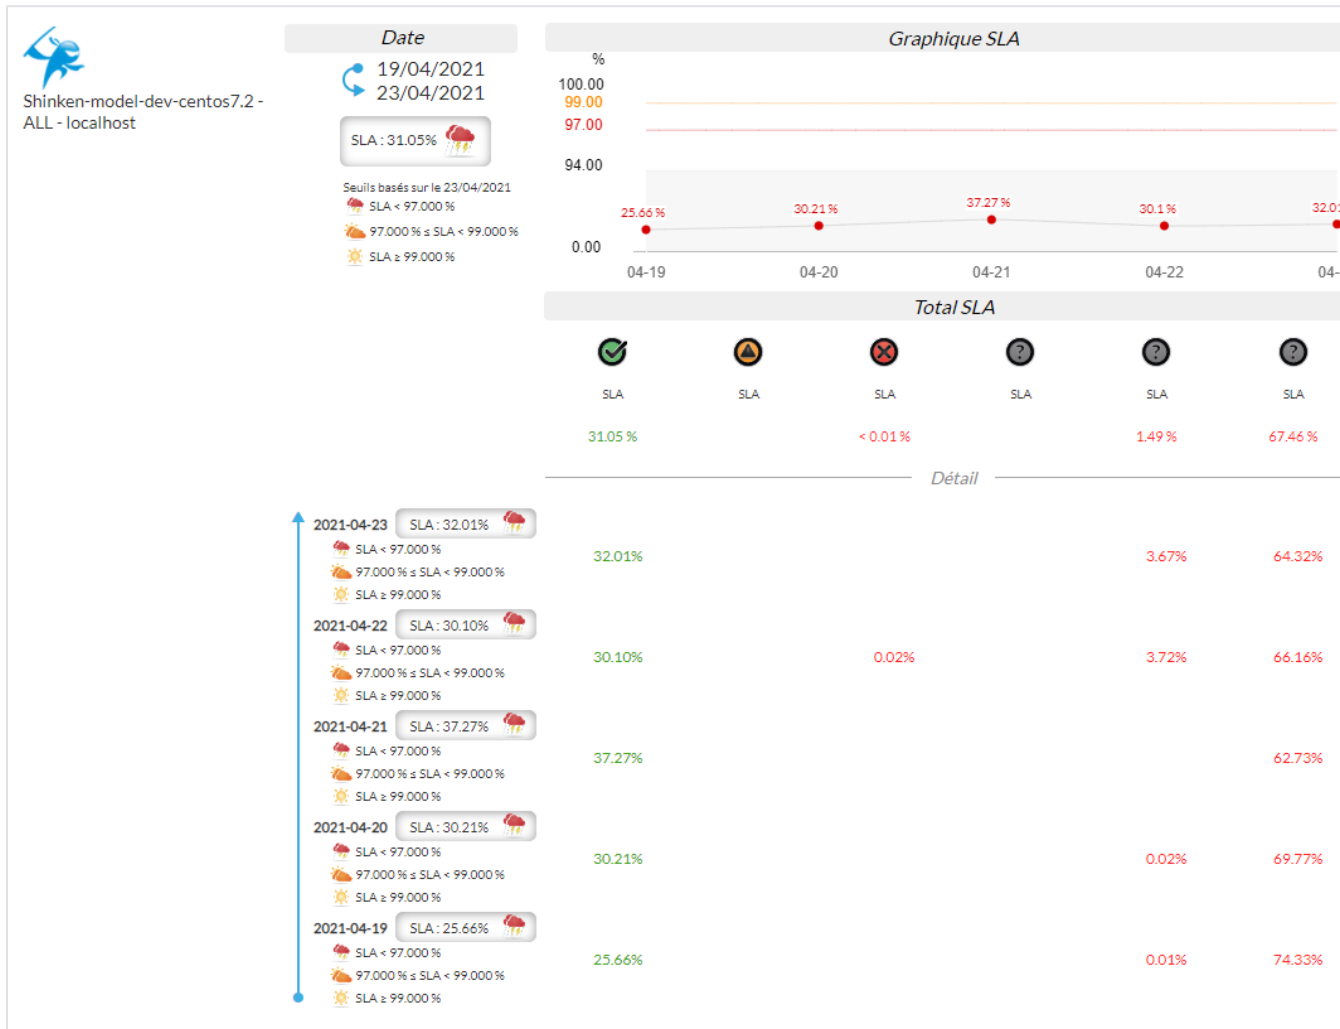 Shinken-model-dev-centos7.2 -
ALL - localhost
Date
19/04/2021
23/04/2021
SLA : 31.05%
Seuils basés sur le 23/04/2021
SLA < 97.000 %
97.000 % ≤ SLA < 99.000 %
SLA ≥ 99.000 %
Graphique SLA
%
100.00
99.00
97.00
94.00
0.00
25.66 %
30.21 %
37.27 %
30.1 %
32.01
04-19
04-20
04-21
04-22
04-
Total SLA
SLA SLA SLA SLA SLA SLA
31.05 % < 0.01 % 1.49 % 67.46 %
Détail
2021-04-23 SLA : 32.01%
SLA < 97.000 %
97.000 % ≤ SLA < 99.000 %
SLA ≥ 99.000 %
32.01% 3.67% 64.32%
2021-04-22 SLA : 30.10%
SLA < 97.000 %
97.000 % ≤ SLA < 99.000 %
SLA ≥ 99.000 %
30.10% 0.02% 3.72% 66.16%
2021-04-21 SLA : 37.27%
SLA < 97.000 %
97.000 % ≤ SLA < 99.000 %
SLA ≥ 99.000 %
37.27% 62.73%
2021-04-20 SLA : 30.21%
SLA < 97.000 %
97.000 % ≤ SLA < 99.000 %
SLA ≥ 99.000 %
30.21% 0.02% 69.77%
2021-04-19 SLA : 25.66%
SLA < 97.000 %
97.000 % ≤ SLA < 99.000 %
SLA ≥ 99.000 %
25.66% 0.01% 74.33%